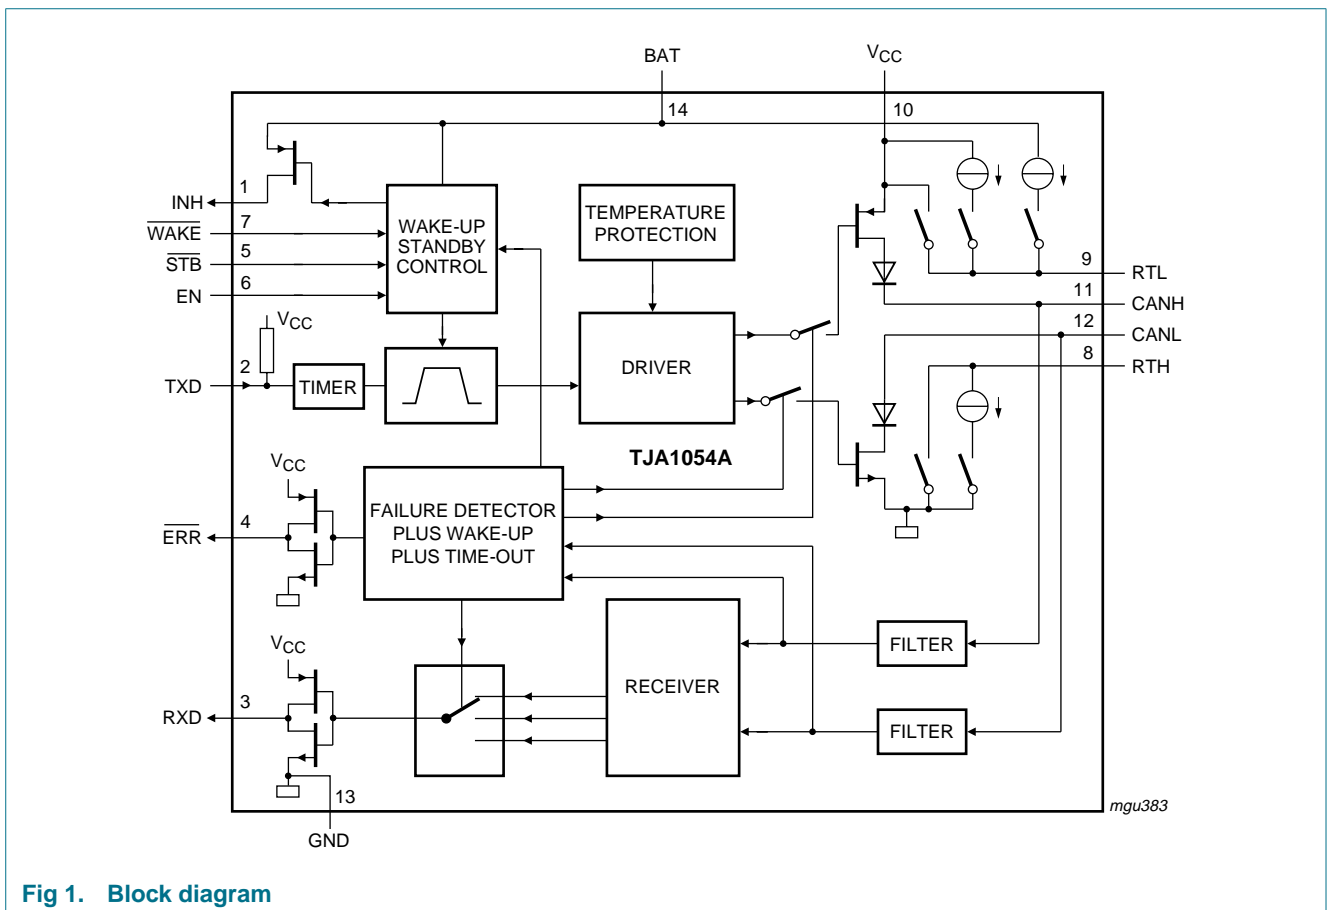 BAT
VCC
14
10
1
INH
7
WAKE
5
STB
6
EN
WAKE-UP
STANDBY
CONTROL
TEMPERATURE
PROTECTION
9
RTL
11
CANH
12
CANL
8
RTH
VCC
2
TXD
TIMER
DRIVER
TJA1054A
VCC
4
ERR
FAILURE DETECTOR
PLUS WAKE-UP
PLUS TIME-OUT
FILTER
VCC
3
RXD
RECEIVER
FILTER
13
GND
mgu383
Fig 1. Block diagram